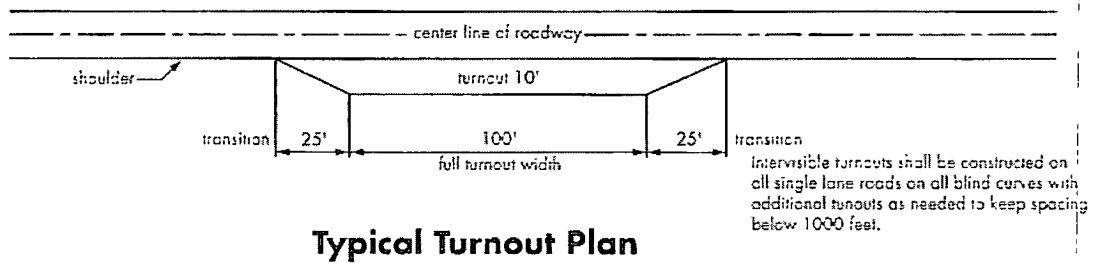 center line of roadway
shoulder
turnout 10'
transition 25' 100' 25' transition
full turnout width
Intervisible turnouts shall be constructed on
all single lane roads on all blind curves with
additional tunouts as needed to keep spacing
below 1000 feet.
Typical Turnout Plan